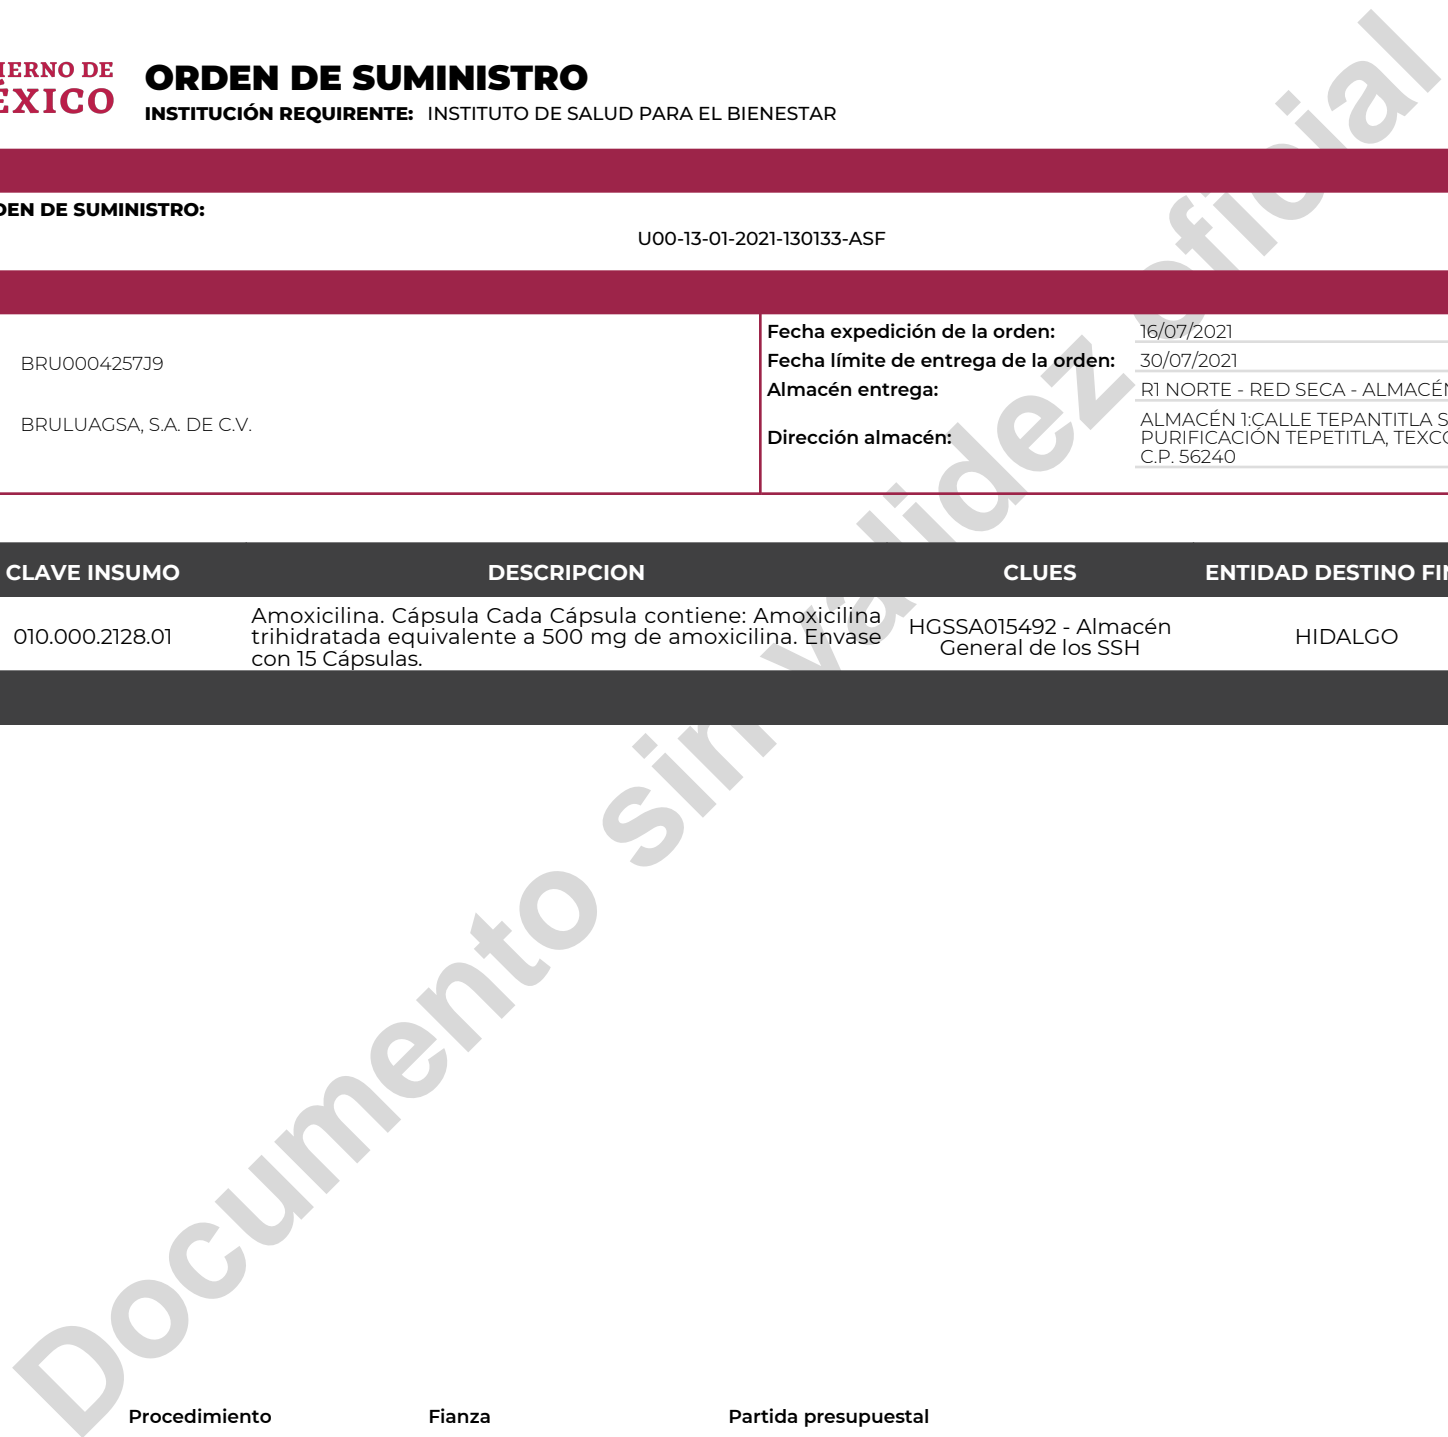 IERNO DE
ÉXICO
ORDEN DE SUMINISTRO
INSTITUCIÓN REQUIRENTE: INSTITUTO DE SALUD PARA EL BIENESTAR
DEN DE SUMINISTRO:
U00-13-01-2021-130133-ASF
BRU0004257J9
BRULUAGSA, S.A. DE C.V.
Fecha expedición de la orden: 16/07/2021
Fecha límite de entrega de la orden: 30/07/2021
Almacén entrega: R1 NORTE - RED SECA - ALMACÉN
Dirección almacén: ALMACÉN 1:CALLE TEPANTITLA S
PURIFICACIÓN TEPETITLA, TEXCO
C.P. 56240
CLAVE INSUMO DESCRIPCION CLUES ENTIDAD DESTINO FIN
010.000.2128.01
Amoxicilina. Cápsula Cada Cápsula contiene: Amoxicilina
trihidratada equivalente a 500 mg de amoxicilina. Envase
con 15 Cápsulas.
HGSSA015492 - Almacén
General de los SSH
HIDALGO
Documento sin validez oficial
Procedimiento Fianza Partida presupuestal